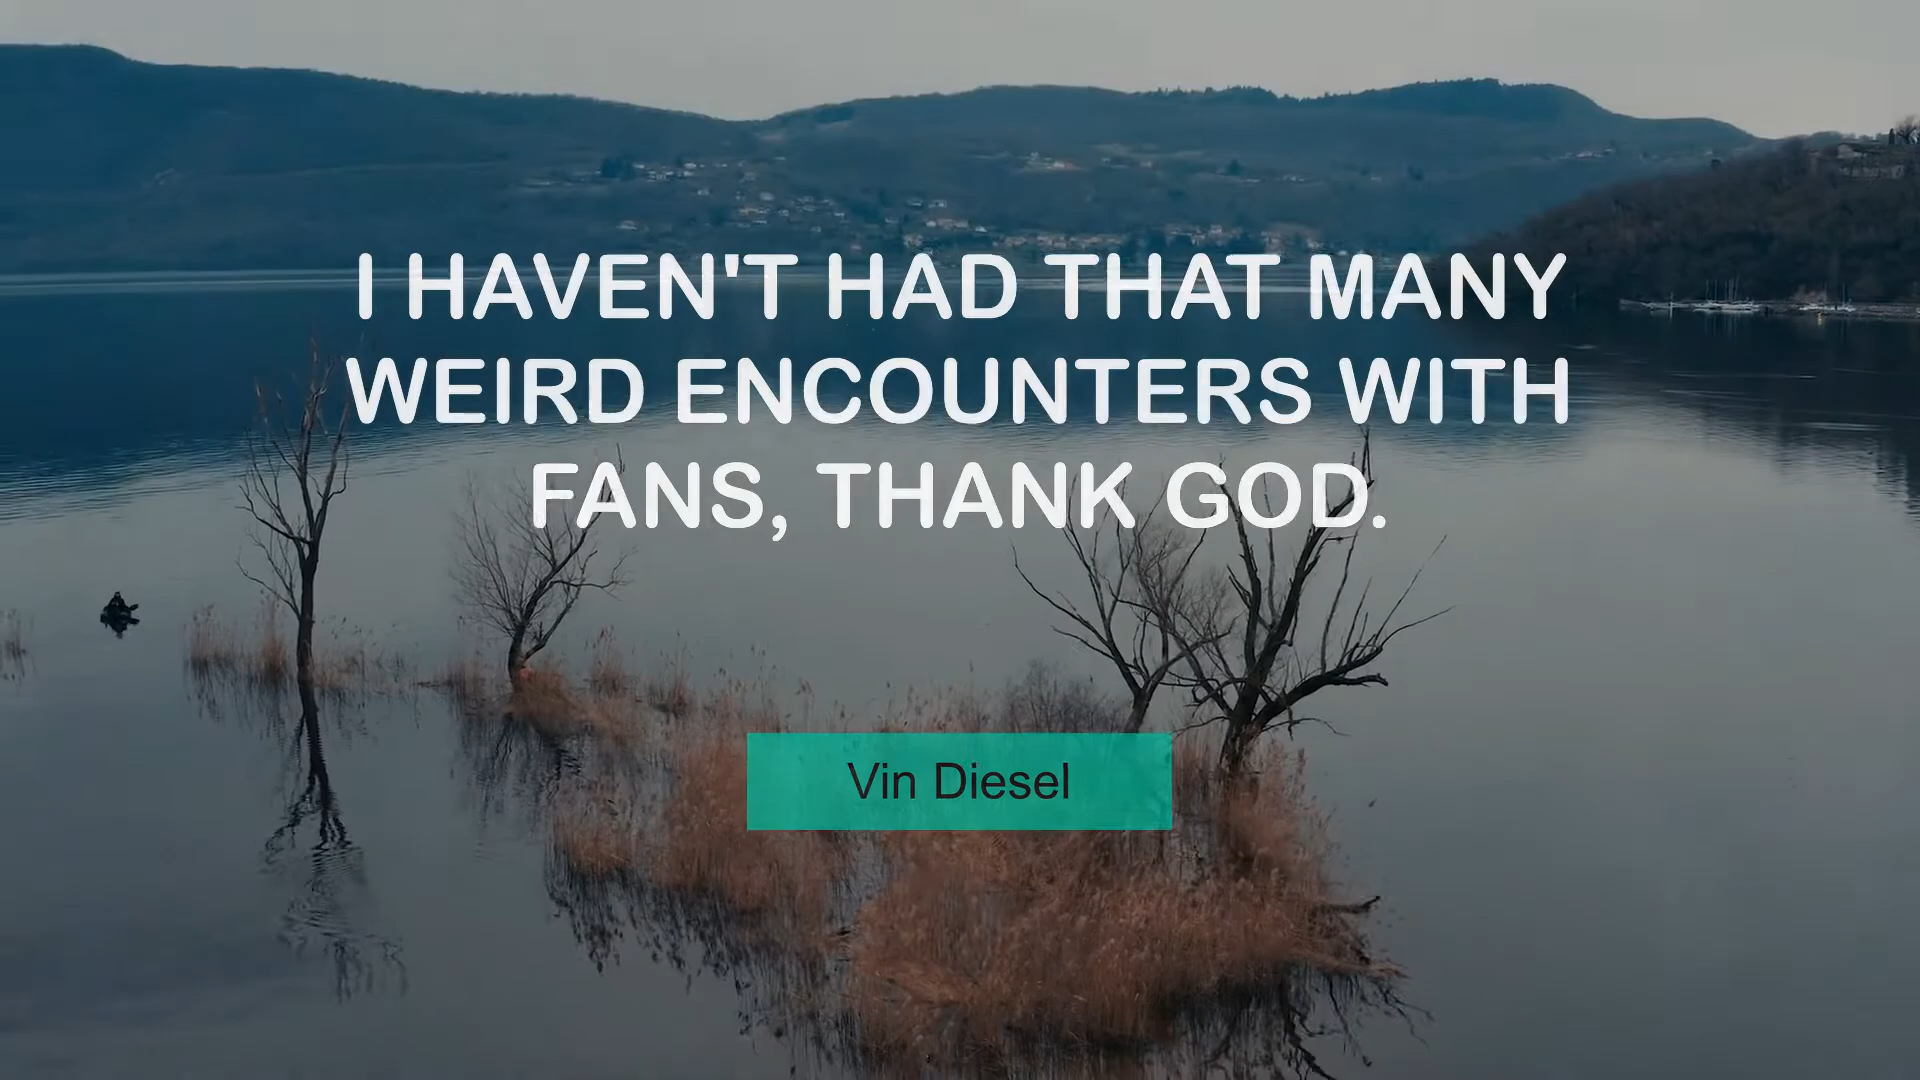 I HAVEN'T HAD THAT MANY
WEIRD ENCOUNTERS WITH
FANS, THANK GOD.
Vin Diesel